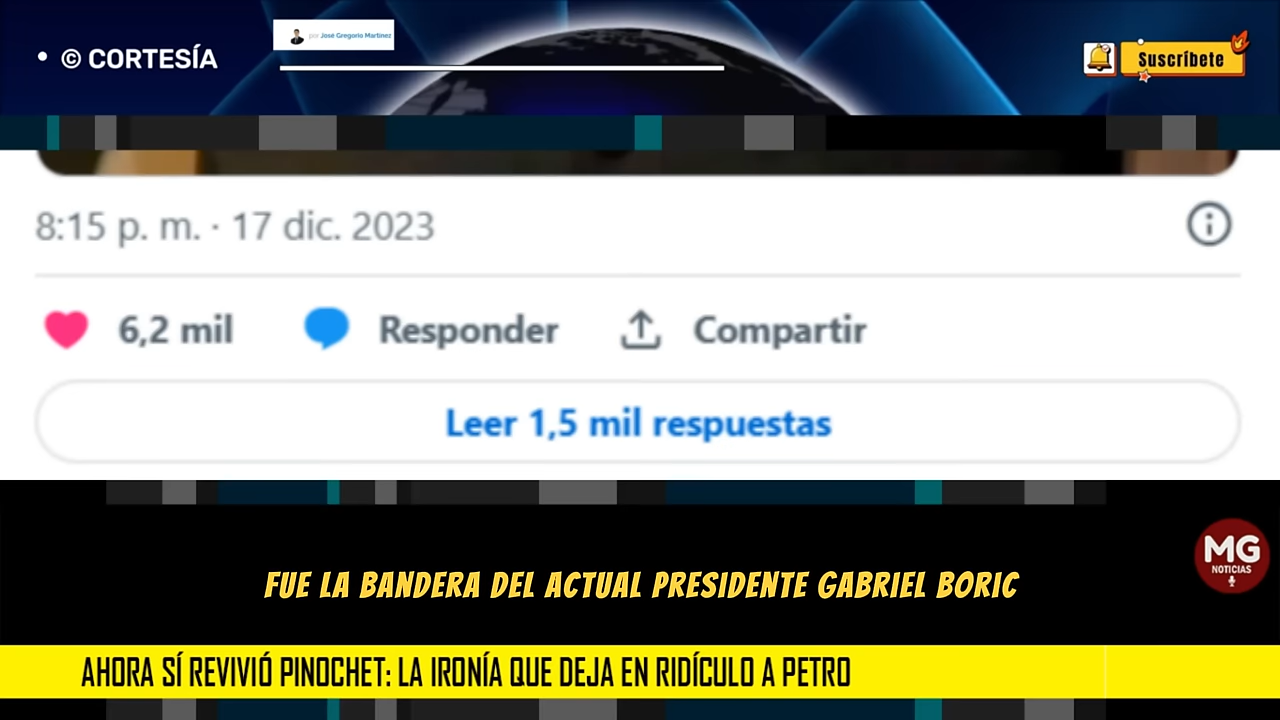 por José Gregorio Martínez
• © CORTESÍA
Suscríbete
8:15 p. m. · 17 dic. 2023
6,2 mil Responder Compartir
Leer 1,5 mil respuestas
MG
NOTICIAS
FUE LA BANDERA DEL ACTUAL PRESIDENTE GABRIEL BORIC
AHORA SÍ REVIVIÓ PINOCHET: LA IRONÍA QUE DEJA EN RIDÍCULO A PETRO